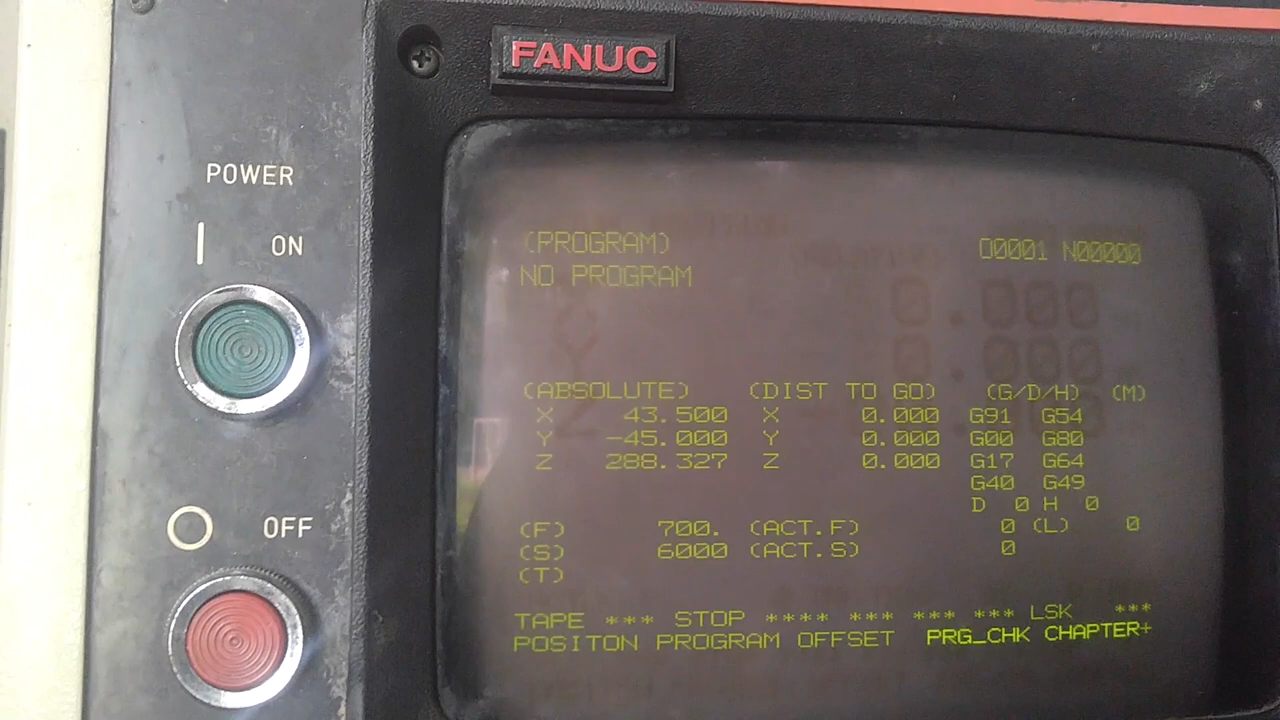 FANUC
POWER
ON
OFF
(PROGRAM) O0001 N00000
NO PROGRAM
(ABSOLUTE) (DIST TO GO) (G/D/H) (M)
X 43.500 X 0.000 G91 G54
Y -45.000 Y 0.000 G00 G80
Z 288.327 Z 0.000 G17 G64
G40 G49
D 0 H 0
(F) 700. (ACT.F) 0 (L) 0
(S) 6000 (ACT.S) 0
(T)
TAPE *** STOP **** *** *** *** LSK ***
POSITON PROGRAM OFFSET PRG_CHK CHAPTER+